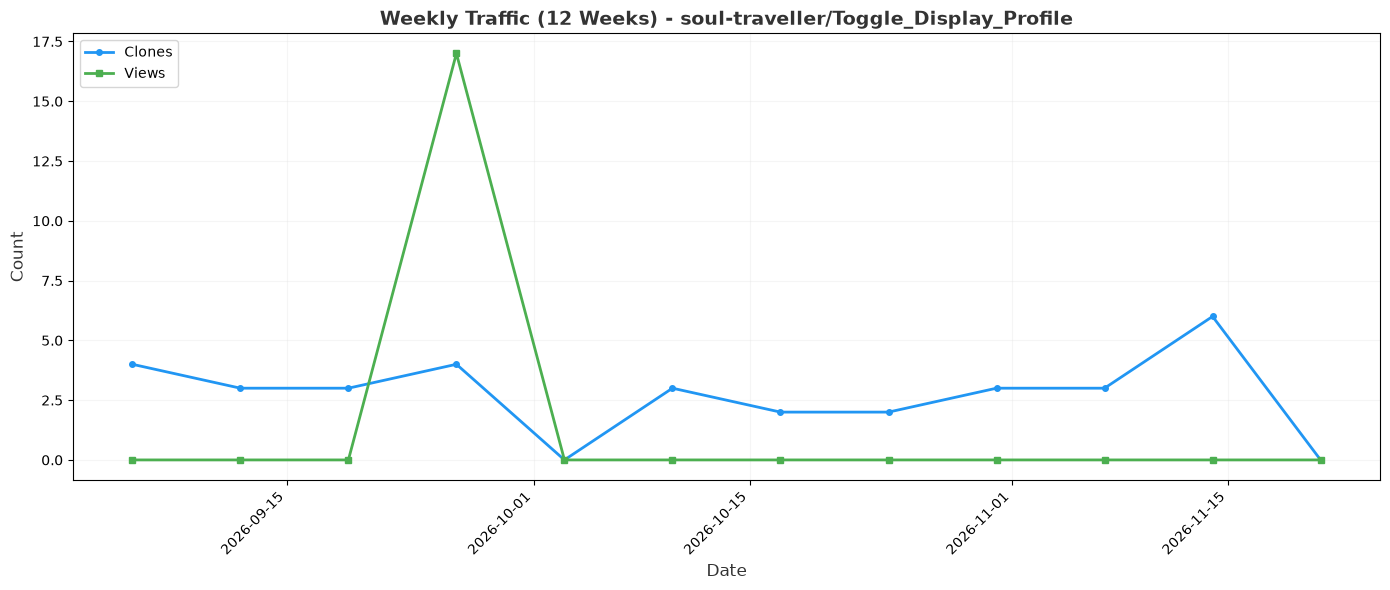 Weekly Traffic (12 Weeks) - soul-traveller/Toggle_Display_Profile
Clones
Views
17.5
15.0
12.5
10.0
7.5
5.0
2.5
0.0
Count
2026-09-15
2026-10-01
2026-10-15
2026-11-01
2026-11-15
Date